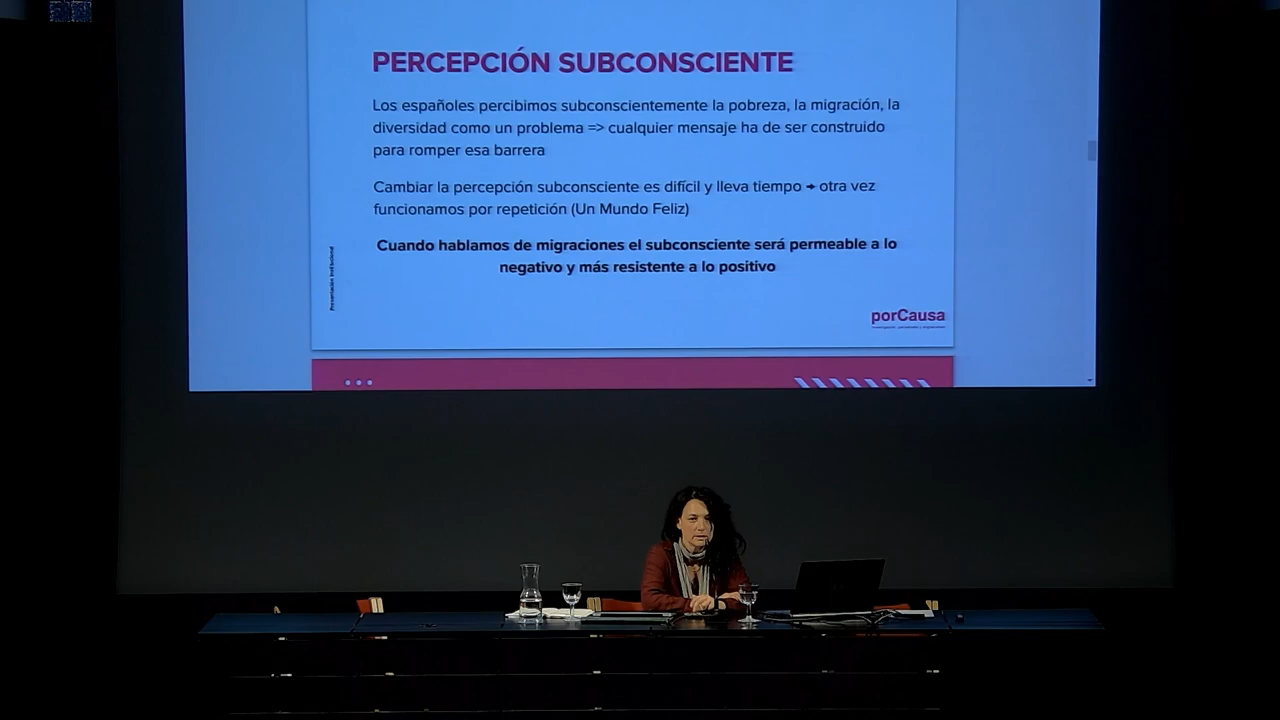 PERCEPCIÓN SUBCONSCIENTE
Los españoles percibimos subconscientemente la pobreza, la migración, la
diversidad como un problema => cualquier mensaje ha de ser construido
para romper esa barrera
Cambiar la percepción subconsciente es difícil y lleva tiempo → otra vez
funcionamos por repetición (Un Mundo Feliz)
Cuando hablamos de migraciones el subconsciente será permeable a lo
negativo y más resistente a lo positivo
Presentación Institucional
porCausa